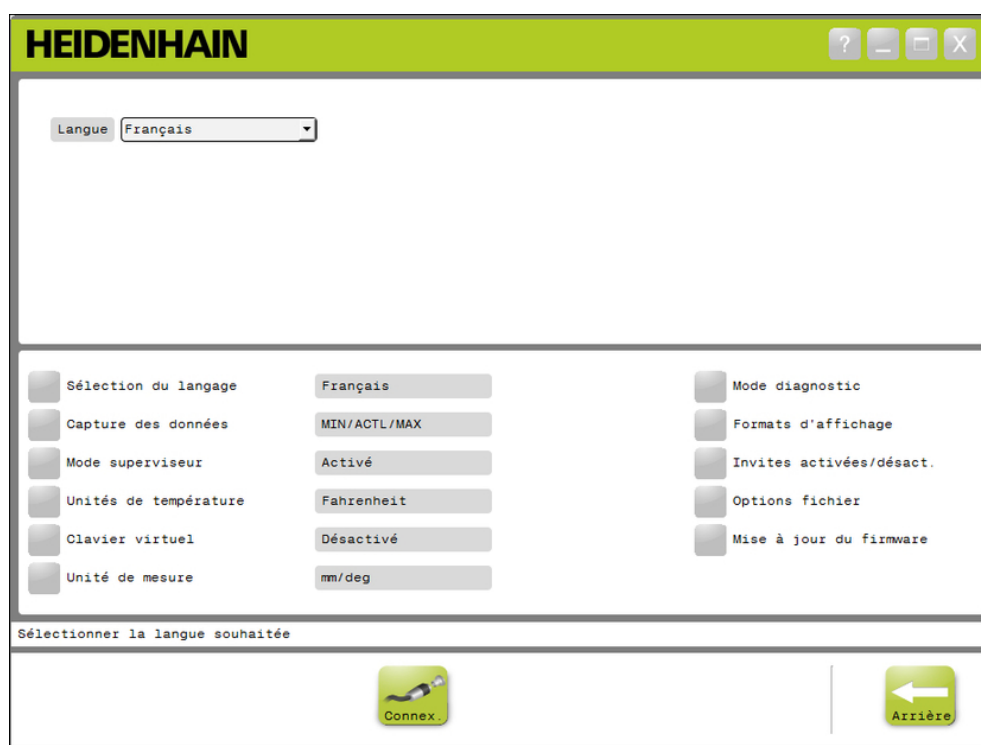 HEIDENHAIN
? _ X
Langue Français
Sélection du langage Français
Capture des données MIN/ACTL/MAX
Mode superviseur Activé
Unités de température Fahrenheit
Clavier virtuel Désactivé
Unité de mesure mm/deg
Mode diagnostic
Formats d'affichage
Invites activées/désact.
Options fichier
Mise à jour du firmware
Sélectionner la langue souhaitée
Connex.
Arrière